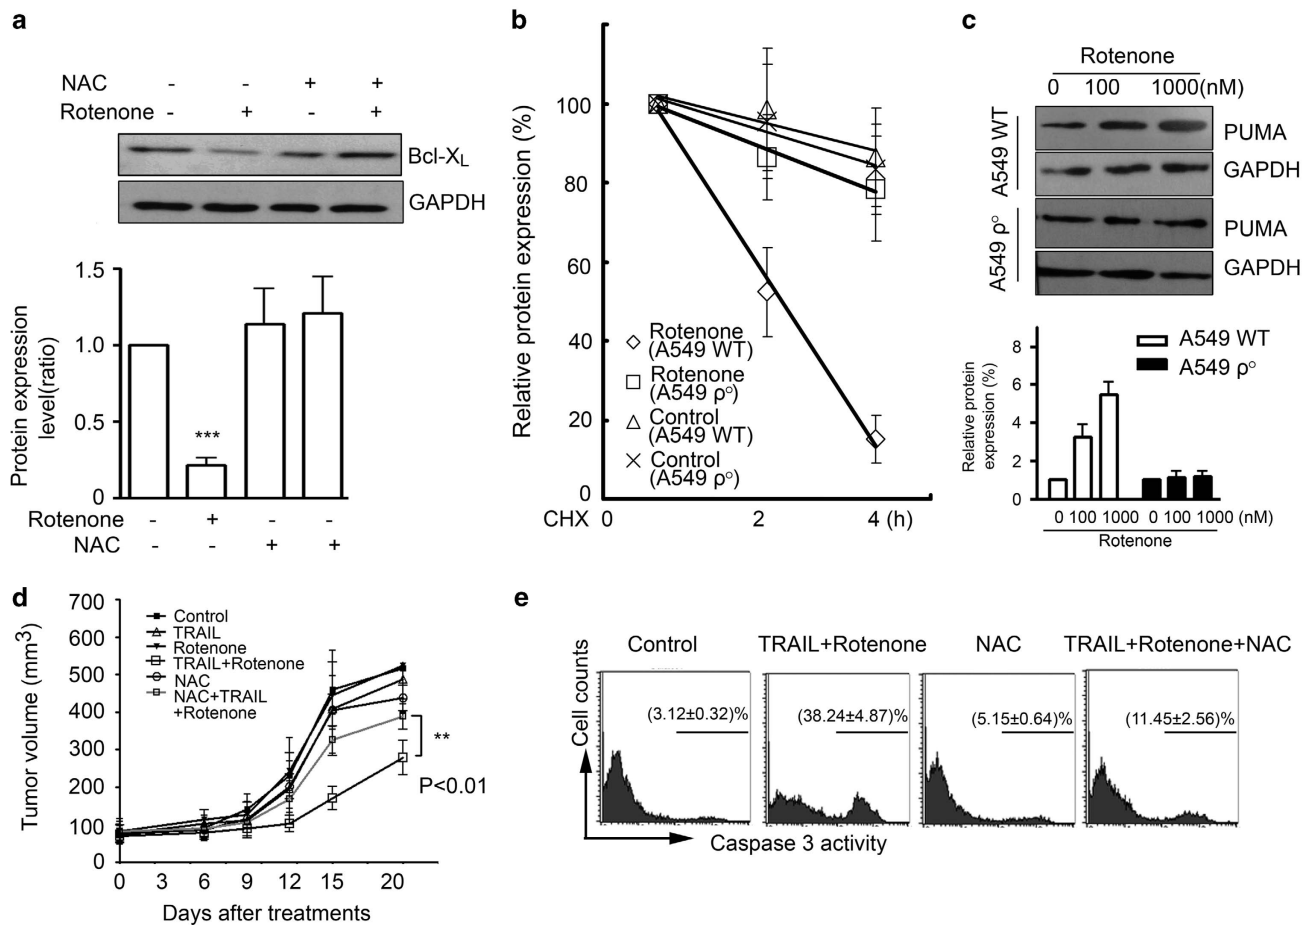 a
NAC - - + +
Rotenone - + - +
Bcl-XL
GAPDH
Protein expression
level(ratio)
1.5
1.0
0.5
0
***
Rotenone - + - +
NAC - - + +
b
Relative protein expression (%)
100
80
60
40
20
0
Rotenone
(A549 WT)
Rotenone
(A549 ρ°)
Control
(A549 WT)
Control
(A549 ρ°)
CHX 0 2 4 (h)
c
Rotenone
0 100 1000(nM)
A549 WT
PUMA
GAPDH
A549 ρ°
PUMA
GAPDH
Relative protein
expression (%)
8
6
4
2
0
A549 WT
A549 ρ°
0 100 1000 0 100 1000 (nM)
Rotenone
d
Tumor volume (mm3)
700
600
500
400
300
200
100
0
Control
TRAIL
Rotenone
TRAIL+Rotenone
NAC
NAC+TRAIL
+Rotenone
**
P<0.01
0 3 6 9 12 15 20
Days after treatments
e
Control TRAIL+Rotenone NAC TRAIL+Rotenone+NAC
Cell counts
(3.12±0.32)% (38.24±4.87)% (5.15±0.64)% (11.45±2.56)%
Caspase 3 activity